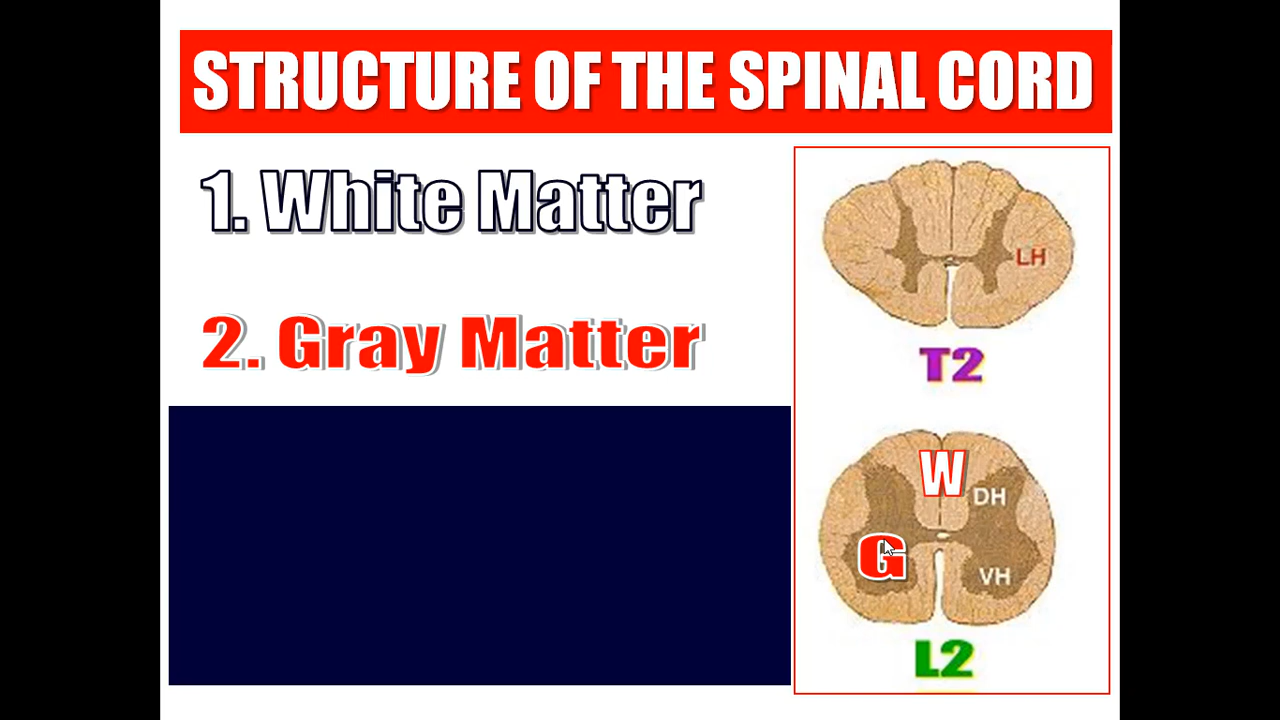 STRUCTURE OF THE SPINAL CORD
1. White Matter
2. Gray Matter
LH
T2
W
DH
G
VH
L2